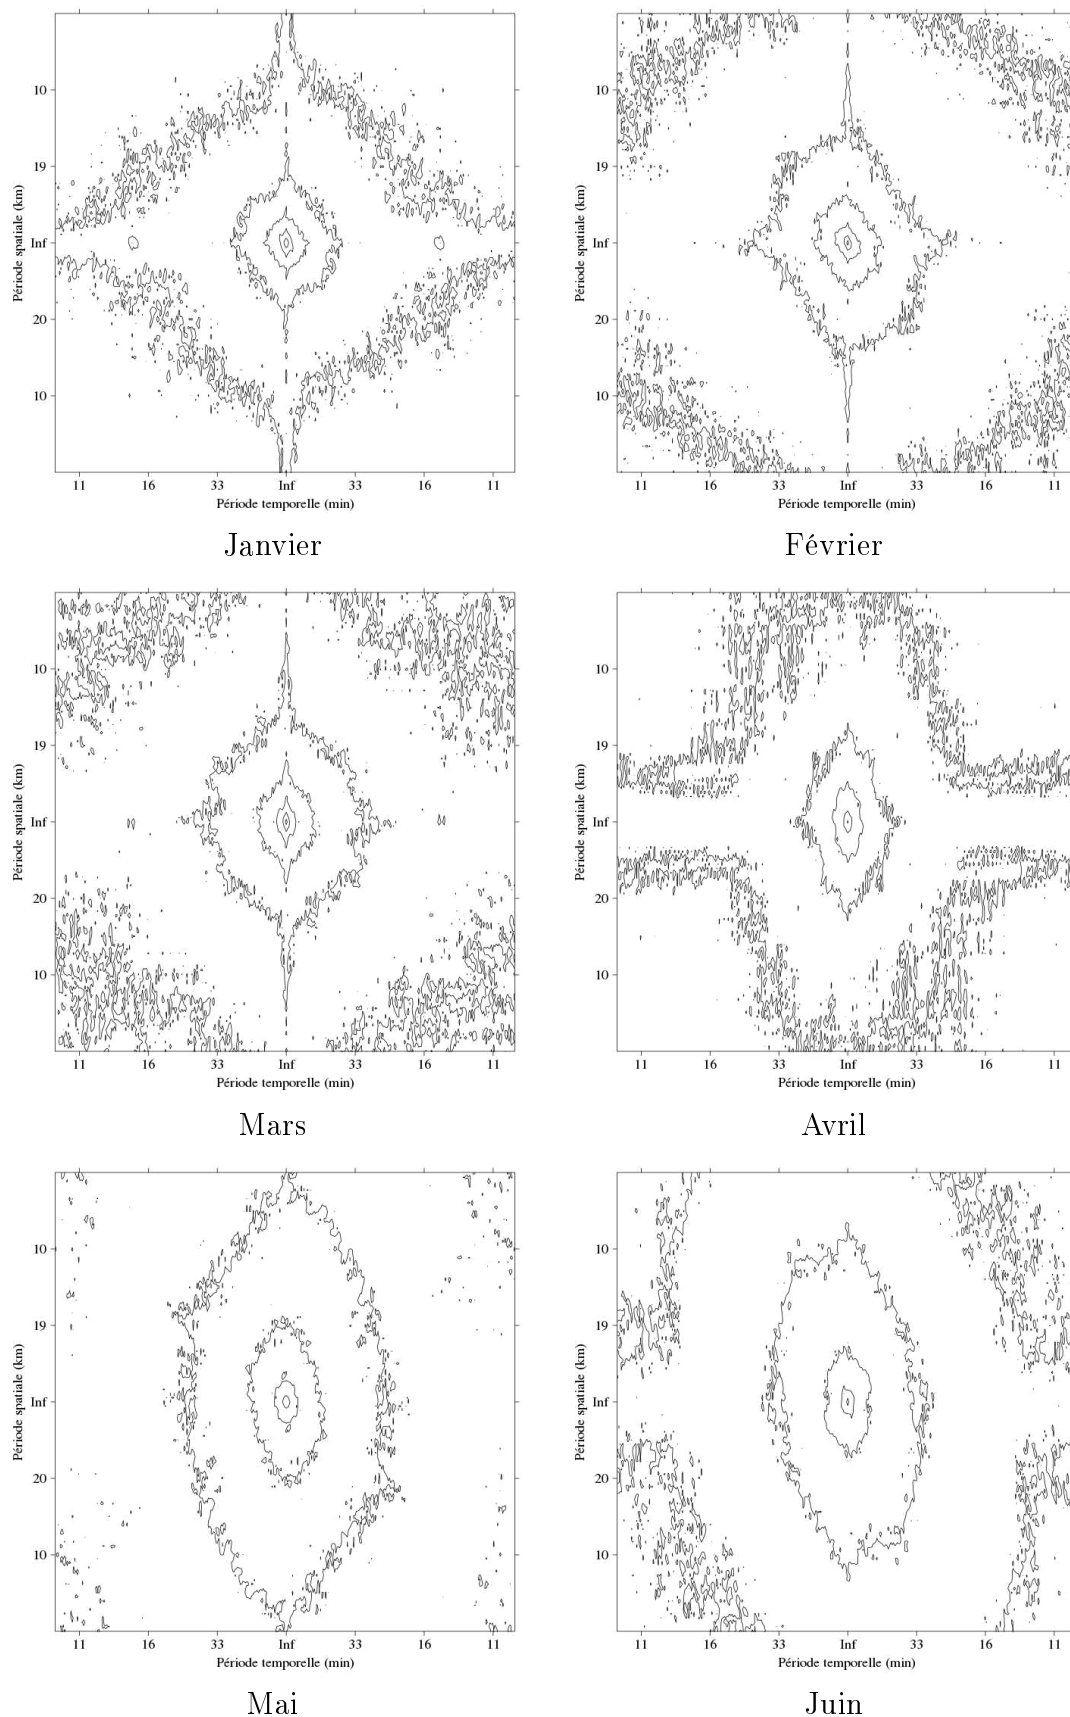 10
19
Inf
20
10
Période spatiale (km)
11 16 33 Inf 33 16 11
Période temporelle (min)
Janvier
10
19
Inf
20
10
Période spatiale (km)
11 16 33 Inf 33 16 11
Période temporelle (min)
Février
10
19
Inf
20
10
Période spatiale (km)
11 16 33 Inf 33 16 11
Période temporelle (min)
Mars
10
19
Inf
20
10
Période spatiale (km)
11 16 33 Inf 33 16 11
Période temporelle (min)
Avril
10
19
Inf
20
10
Période spatiale (km)
11 16 33 Inf 33 16 11
Période temporelle (min)
Mai
10
19
Inf
20
10
Période spatiale (km)
11 16 33 Inf 33 16 11
Période temporelle (min)
Juin